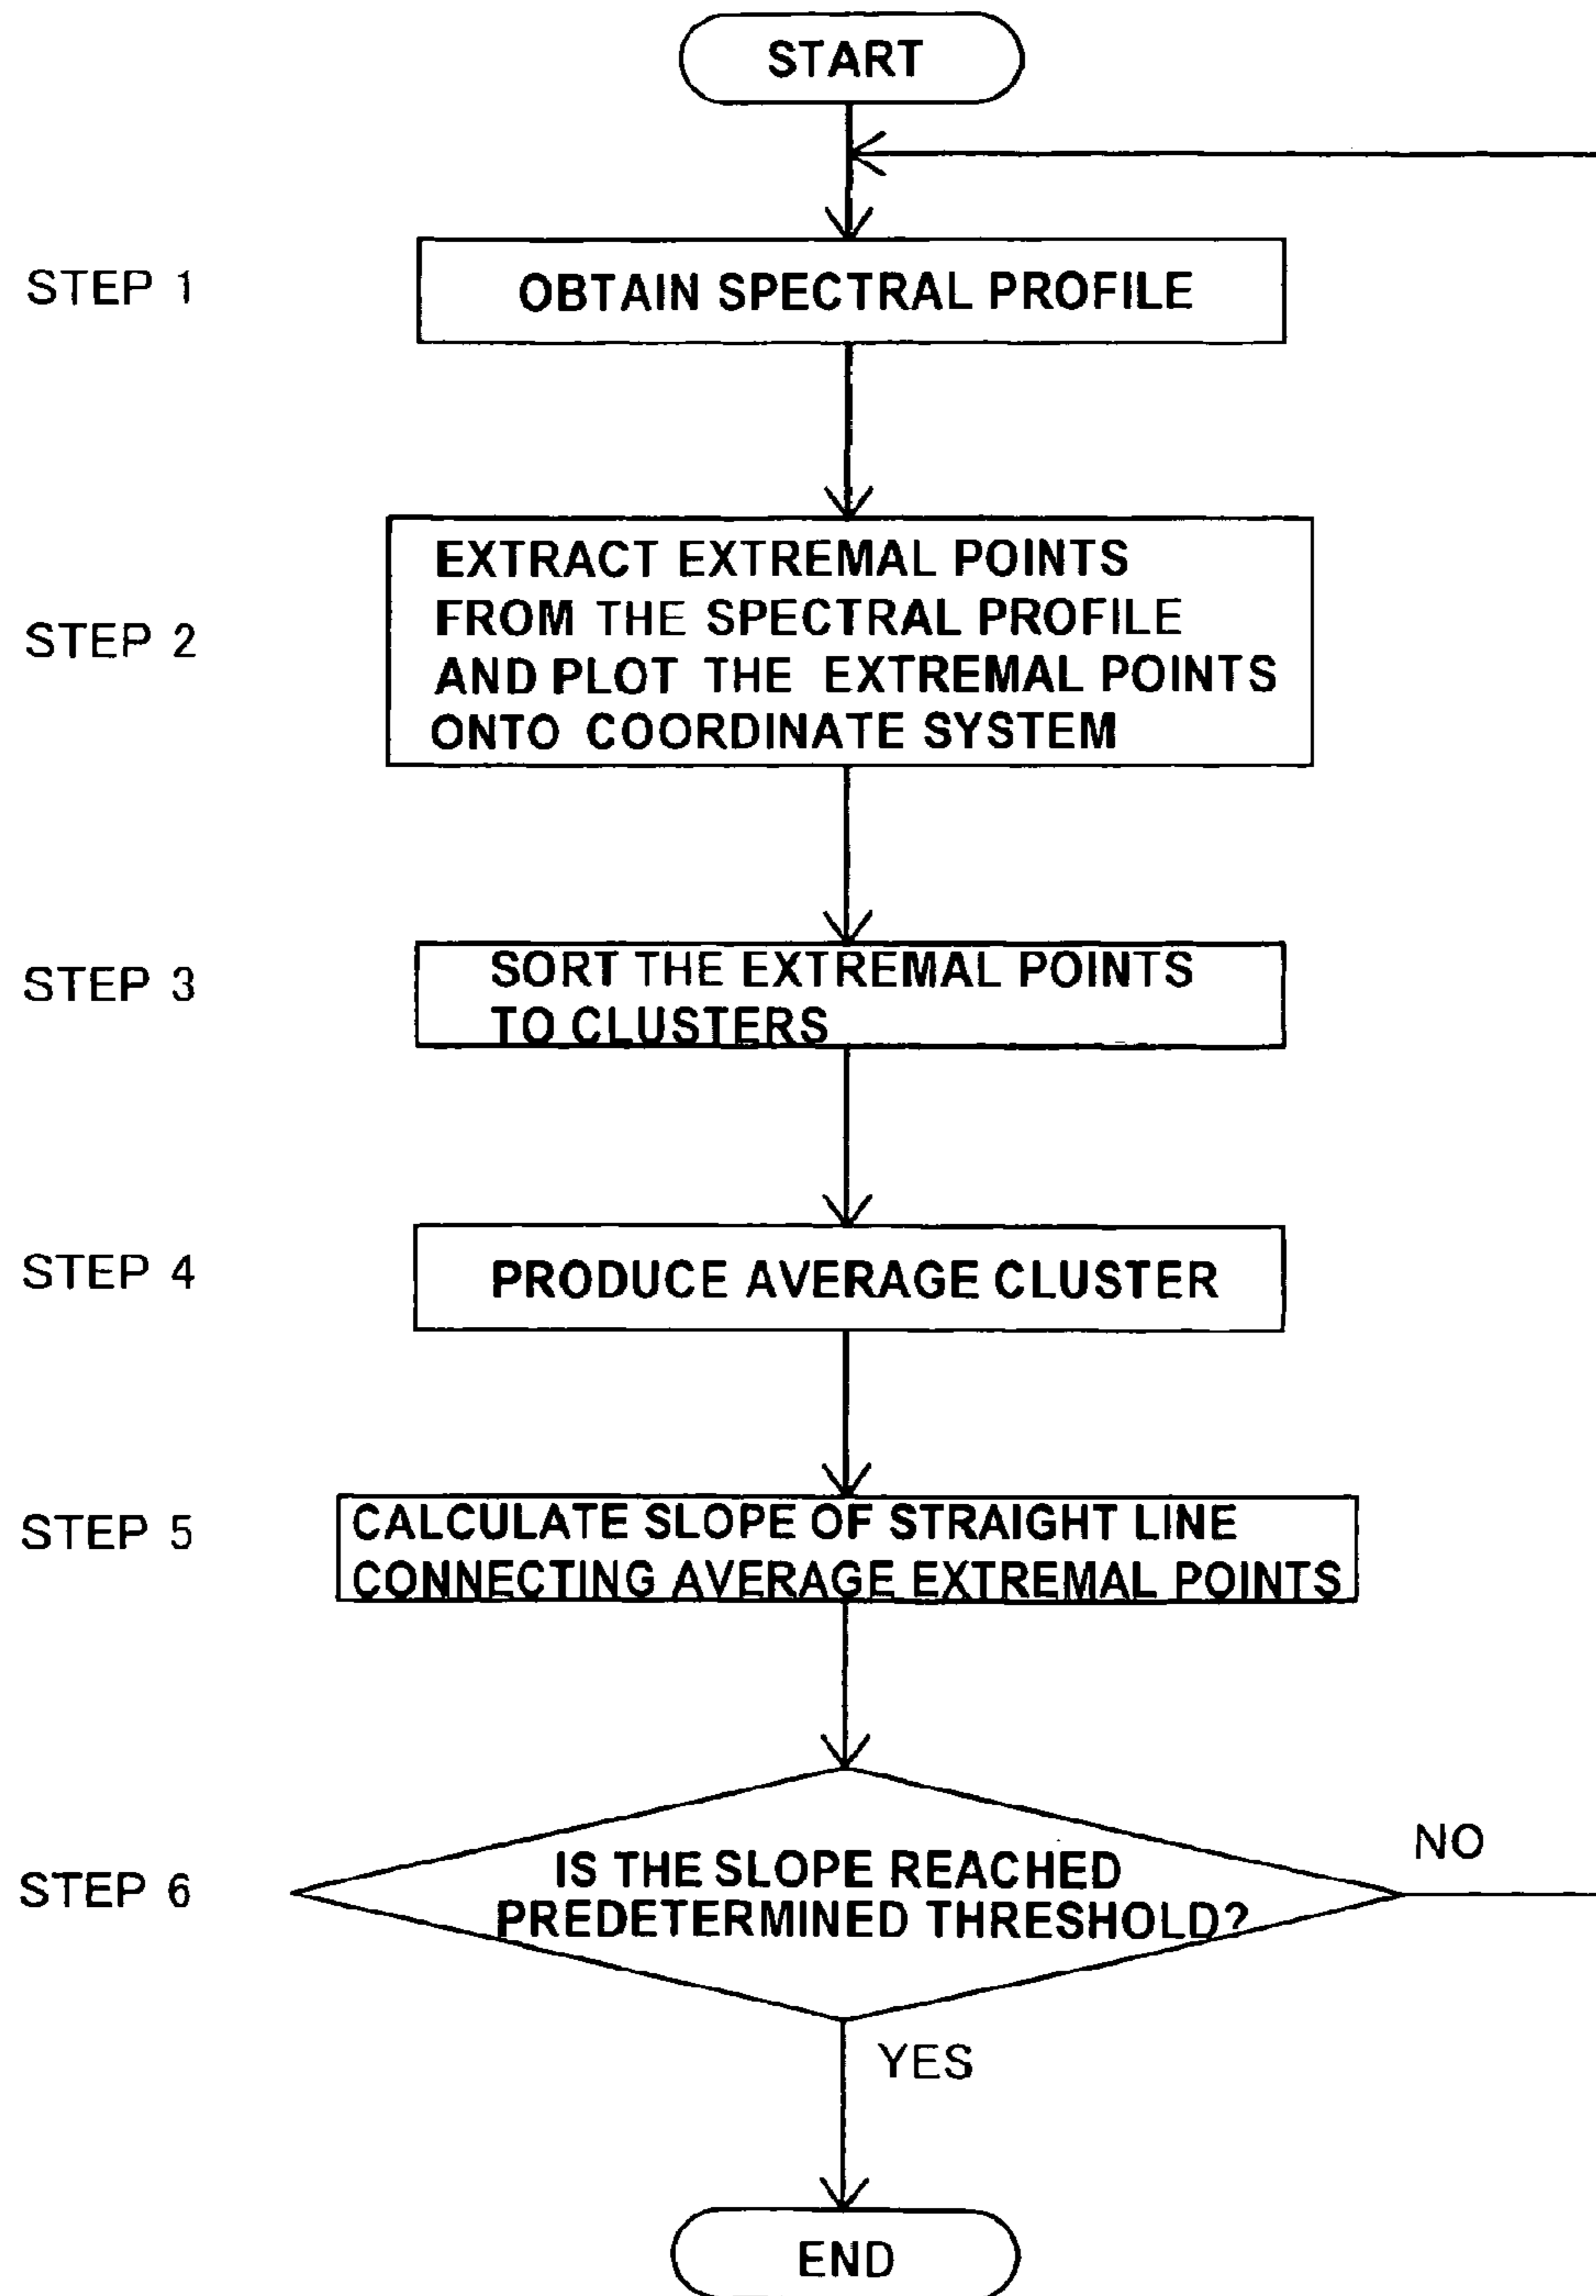 START
STEP 1
OBTAIN SPECTRAL PROFILE
STEP 2
EXTRACT EXTREMAL POINTS
FROM THE SPECTRAL PROFILE
AND PLOT THE EXTREMAL POINTS
ONTO COORDINATE SYSTEM
STEP 3
SORT THE EXTREMAL POINTS
TO CLUSTERS
STEP 4
PRODUCE AVERAGE CLUSTER
STEP 5
CALCULATE SLOPE OF STRAIGHT LINE
CONNECTING AVERAGE EXTREMAL POINTS
STEP 6
IS THE SLOPE REACHED
PREDETERMINED THRESHOLD?
NO
YES
END